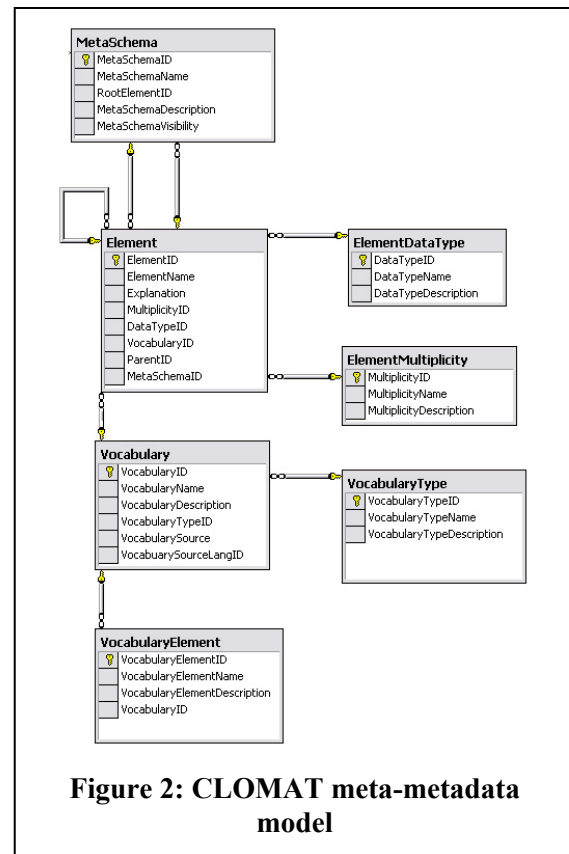 MetaSchema
MetaSchemaID
MetaSchemaName
RootElementID
MetaSchemaDescription
MetaSchemaVisibility
Element
ElementID
ElementName
Explanation
MultiplicityID
DataTypeID
VocabularyID
ParentID
MetaSchemaID
ElementDataType
DataTypeID
DataTypeName
DataTypeDescription
ElementMultiplicity
MultiplicityID
MultiplicityName
MultiplicityDescription
Vocabulary
VocabularyID
VocabularyName
VocabularyDescription
VocabularyTypeID
VocabularySource
VocabuarySourceLangID
VocabularyType
VocabularyTypeID
VocabularyTypeName
VocabularyTypeDescription
VocabularyElement
VocabularyElementID
VocabularyElementName
VocabularyElementDescription
VocabularyID
Figure 2: CLOMAT meta-metadata
model